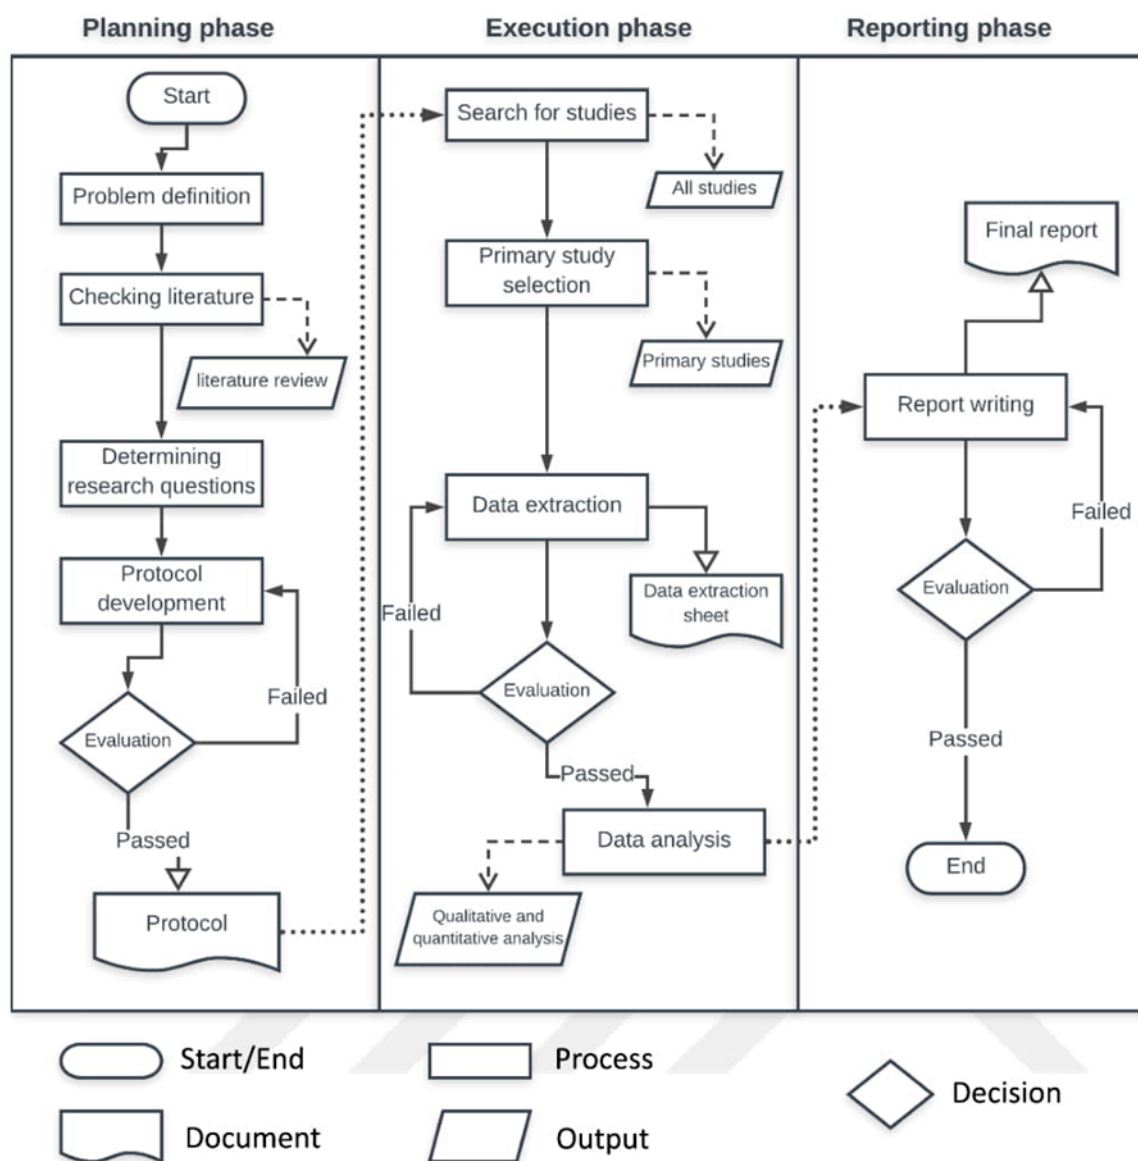 Planning phase
Execution phase
Reporting phase
Start
Problem definition
Checking literature
literature review
Determining
research questions
Protocol
development
Failed
Evaluation
Passed
Protocol
Search for studies
All studies
Primary study
selection
Primary studies
Data extraction
Data extraction
sheet
Failed
Evaluation
Passed
Data analysis
Qualitative and
quantitative analysis
Final report
Report writing
Failed
Evaluation
Passed
End
Start/End
Process
Decision
Document
Output